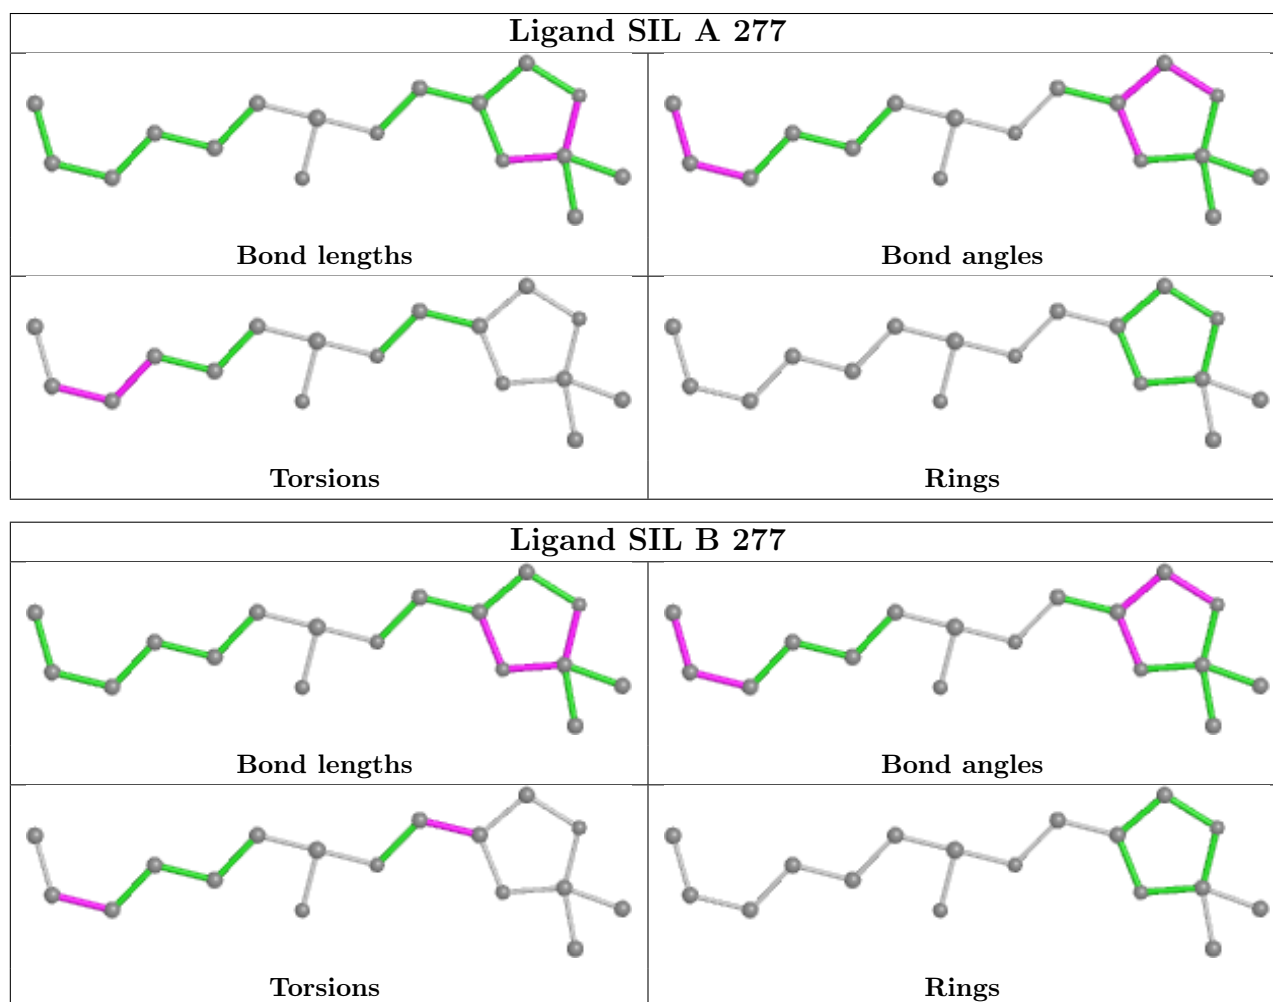 Ligand SIL A 277
Bond lengths
Bond angles
Torsions
Rings
Ligand SIL B 277
Bond lengths
Bond angles
Torsions
Rings